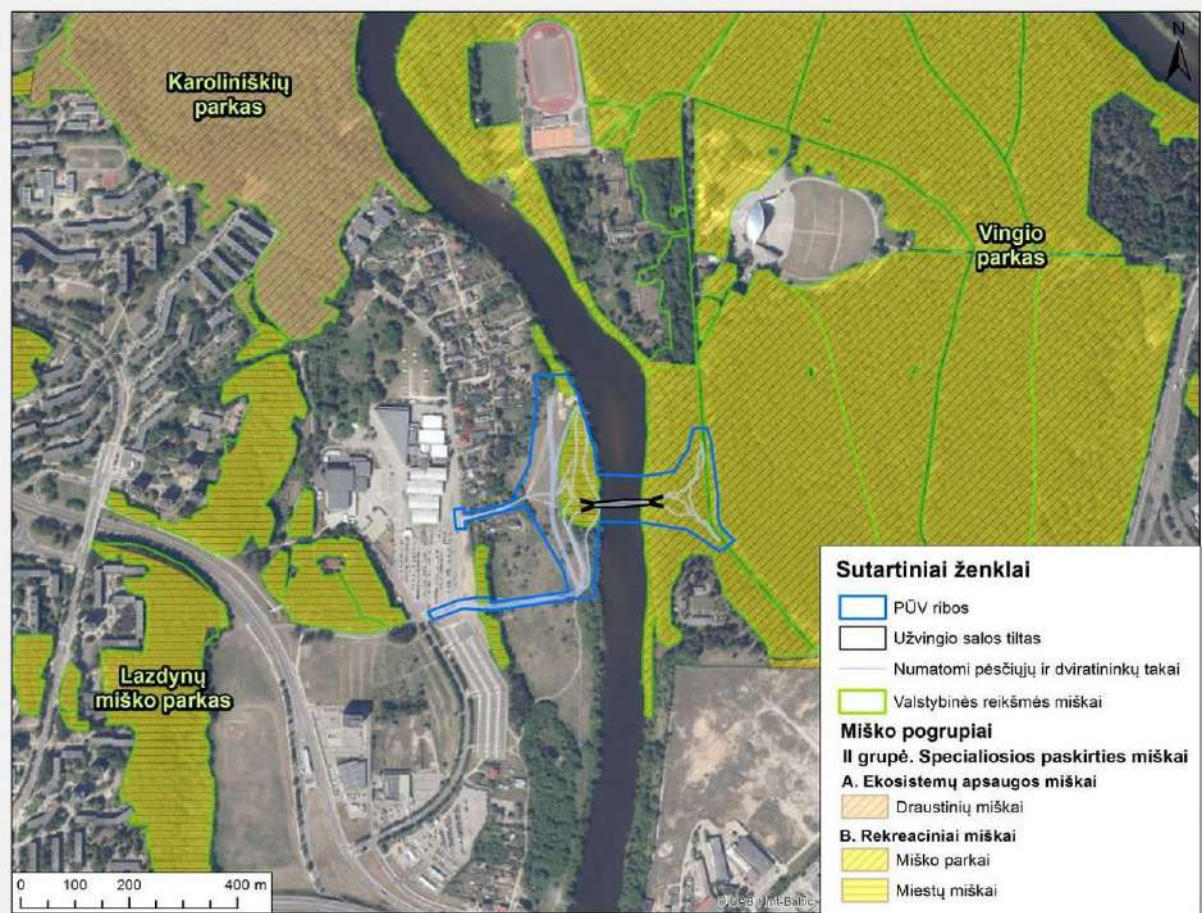 N
Karoliniškių
parkas
Vingio
parkas
Lazdynų
miško parkas
Sutartiniai ženklai
PŪV ribos
Užvingio salos tiltas
Numatomi pėsčiųjų ir dviratininkų takai
Valstybinės reikšmės miškai
Miško pogrupiai
II grupė. Specialiosios paskirties miškai
A. Ekosistemų apsaugos miškai
Draustinių miškai
B. Rekreaciniai miškai
Miško parkai
Miestų miškai
0 100 200 400 m